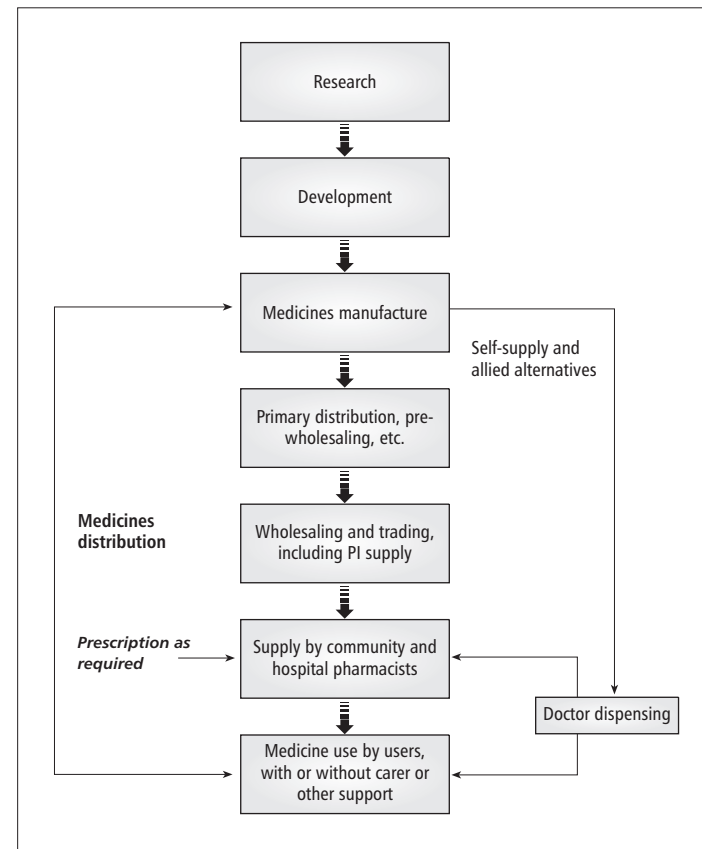 Research
Development
Medicines manufacture
Self-supply and
allied alternatives
Primary distribution, pre-
wholesaling, etc.
Medicines
distribution
Wholesaling and trading,
including PI supply
Prescription as
required
Supply by community and
hospital pharmacists
Doctor dispensing
Medicine use by users,
with or without carer or
other support